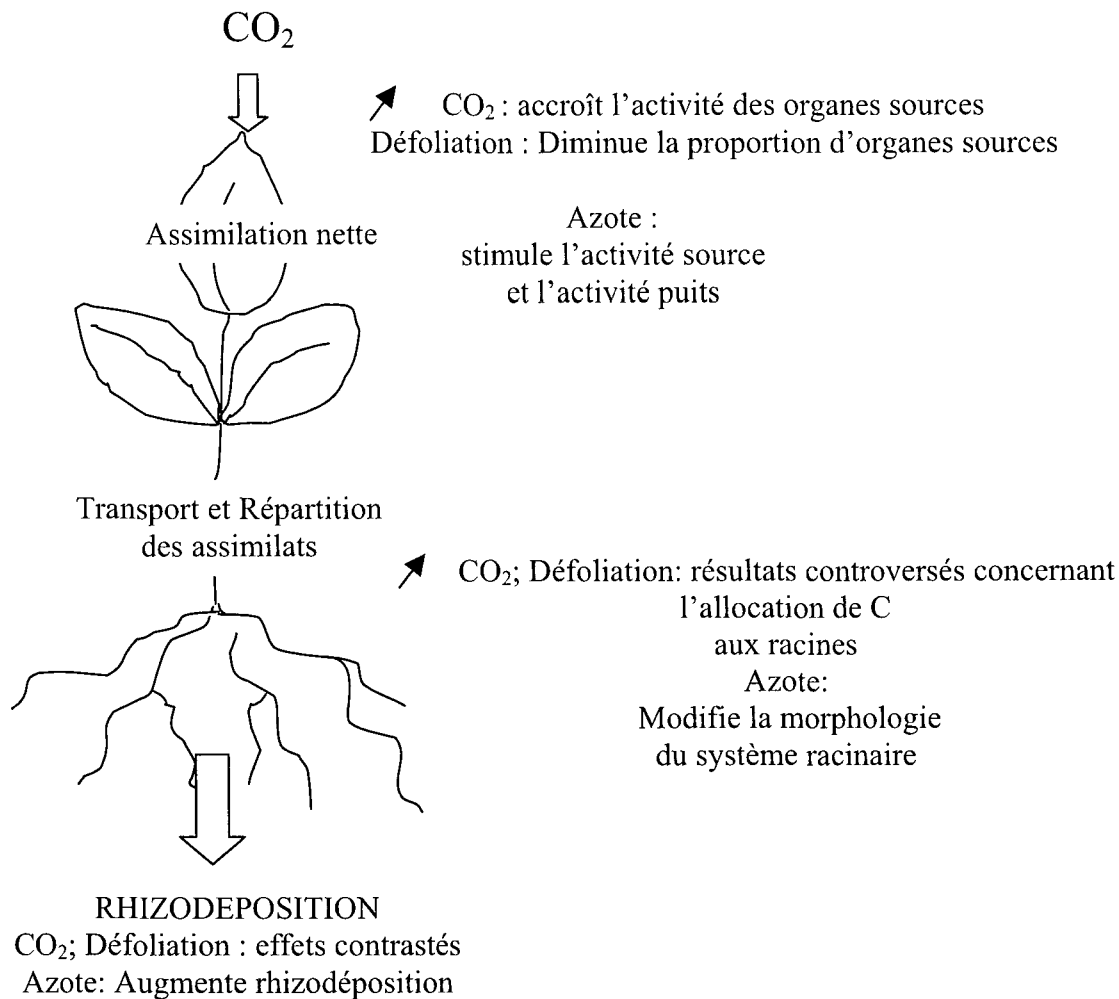 CO₂
CO₂ : accroît l'activité des organes sources
Défoliation : Diminue la proportion d'organes sources
Assimilation nette
Azote :
stimule l'activité source
et l'activité puits
Transport et Répartition
des assimilats
CO₂; Défoliation: résultats controversés concernant
l'allocation de C
aux racines
Azote:
Modifie la morphologie
du système racinaire
RHIZODEPOSITION
CO₂; Défoliation : effets contrastés
Azote: Augmente rhizodéposition